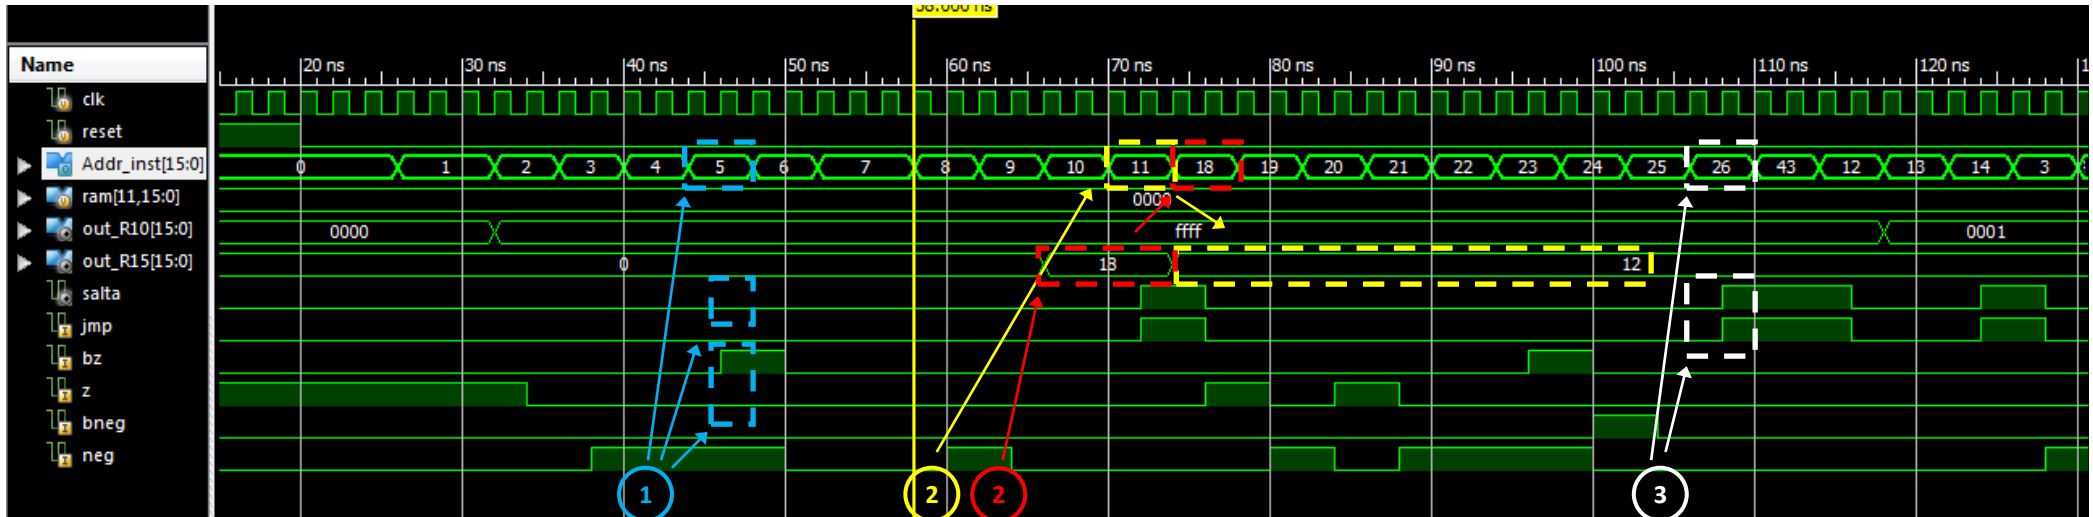 58.000 ns
Name
20 ns 30 ns 40 ns 50 ns 60 ns 70 ns 80 ns 90 ns 100 ns 110 ns 120 ns
clk
reset
Addr_inst[15:0] 0 1 2 3 4 5 6 7 8 9 10 11 18 19 20 21 22 23 24 25 26 43 12 13 14 3
ram[11,15:0] 0000
out_R10[15:0] 0000 ffff 0001
out_R15[15:0] 0 18 12
salta
jmp
bz
z
bneg
neg
1 2 2 3